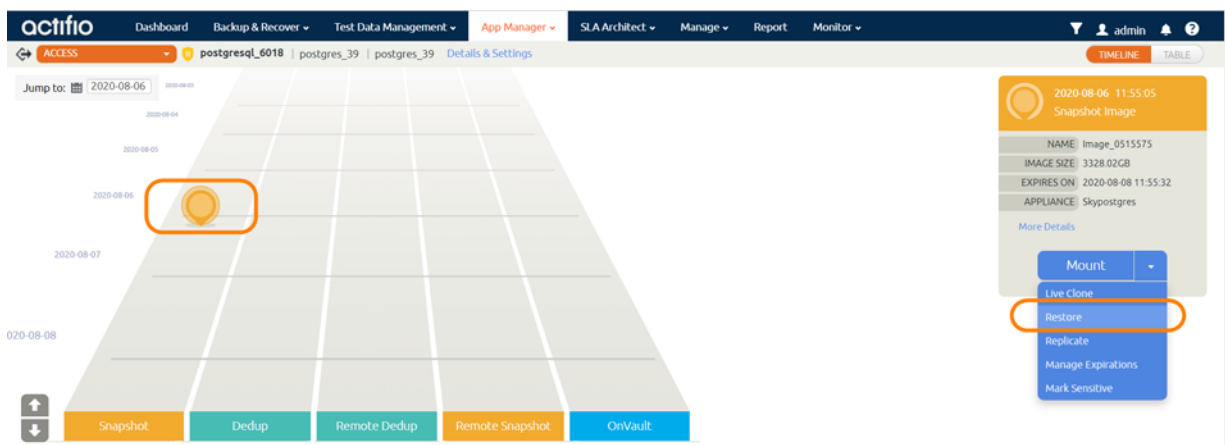 actifio Dashboard Backup & Recover Test Data Management App Manager SLA Architect Manage Report Monitor admin ?
ACCESS postgresql_6018 | postgres_39 | postgres_39 Details & Settings TIMELINE TABLE
Jump to: 2020-08-06 2020-08-03
2020-08-04
2020-08-05
2020-08-06
2020-08-07
020-08-08
Snapshot Dedup Remote Dedup Remote Snapshot OnVault
2020-08-06 11:55:05
Snapshot Image
NAME Image_0515575
IMAGE SIZE 3328.02GB
EXPIRES ON 2020-08-08 11:55:32
APPLIANCE Skypostgres
More Details
Mount
Live Clone
Restore
Replicate
Manage Expirations
Mark Sensitive